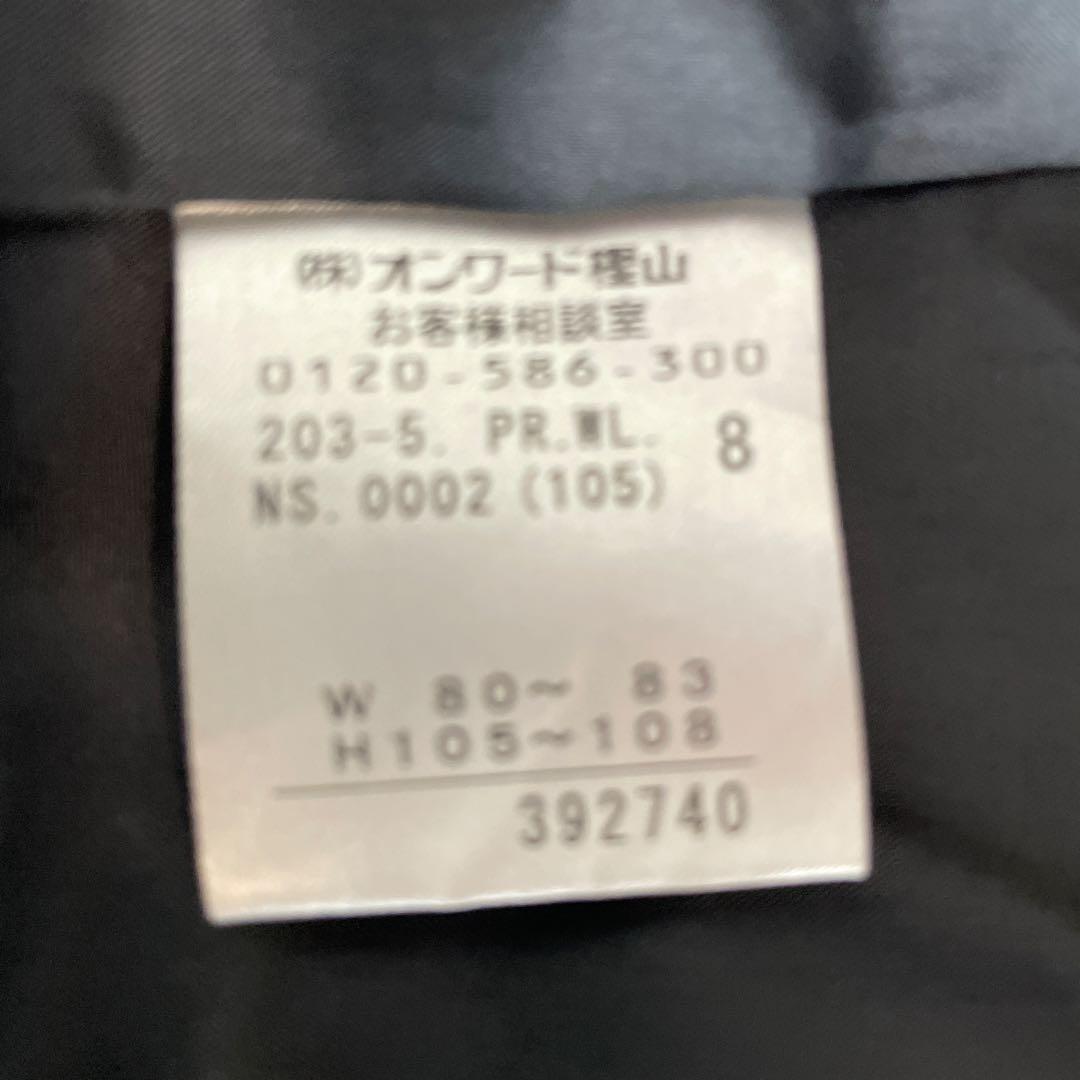 (株)オンワード樫山
お客様相談室
0120-586-300
203-5. PR.WL. 8
NS.0002(105)
W 80～ 83
H105～108
392740